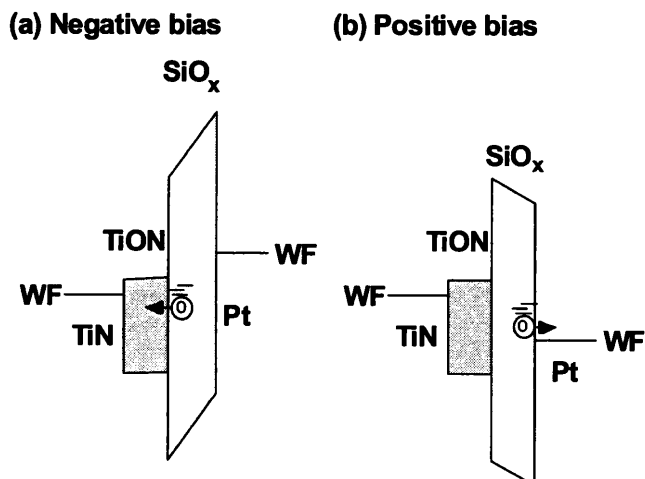 (a) Negative bias
SiOₓ
TiON
WF
WF
O
TiN
Pt
(b) Positive bias
SiOₓ
TiON
WF
O
TiN
WF
Pt